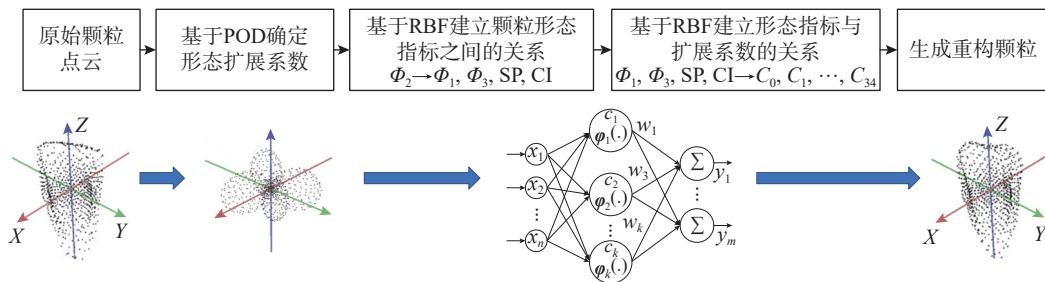 原始颗粒
点云
基于POD确定
形态扩展系数
基于RBF建立颗粒形态
指标之间的关系
Φ₂→Φ₁, Φ₃, SP, CI
基于RBF建立形态指标与
扩展系数的关系
Φ₁, Φ₃, SP, CI→C₀, C₁, ⋯, C₃₄
生成重构颗粒
Z
X
Y
x₁
x₂
⋮
xₙ
c₁
φ₁(.)
c₂
φ₂(.)
⋮
cₖ
φₖ(.)
w₁
w₃
wₖ
Σ
⋮
Σ
y₁
yₘ
Z
X
Y